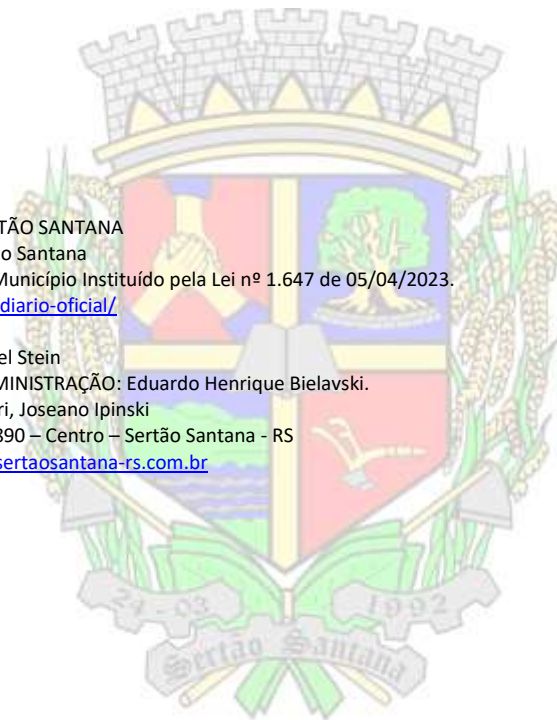 TÃO SANTANA
o Santana
Município Instituído pela Lei nº 1.647 de 05/04/2023.
diario-oficial/
el Stein
MINISTRAÇÃO: Eduardo Henrique Bielavski.
ri, Joseano Ipinski
390 – Centro – Sertão Santana - RS
sertaosantana-rs.com.br
24 - 03
1992
Sertão Santana